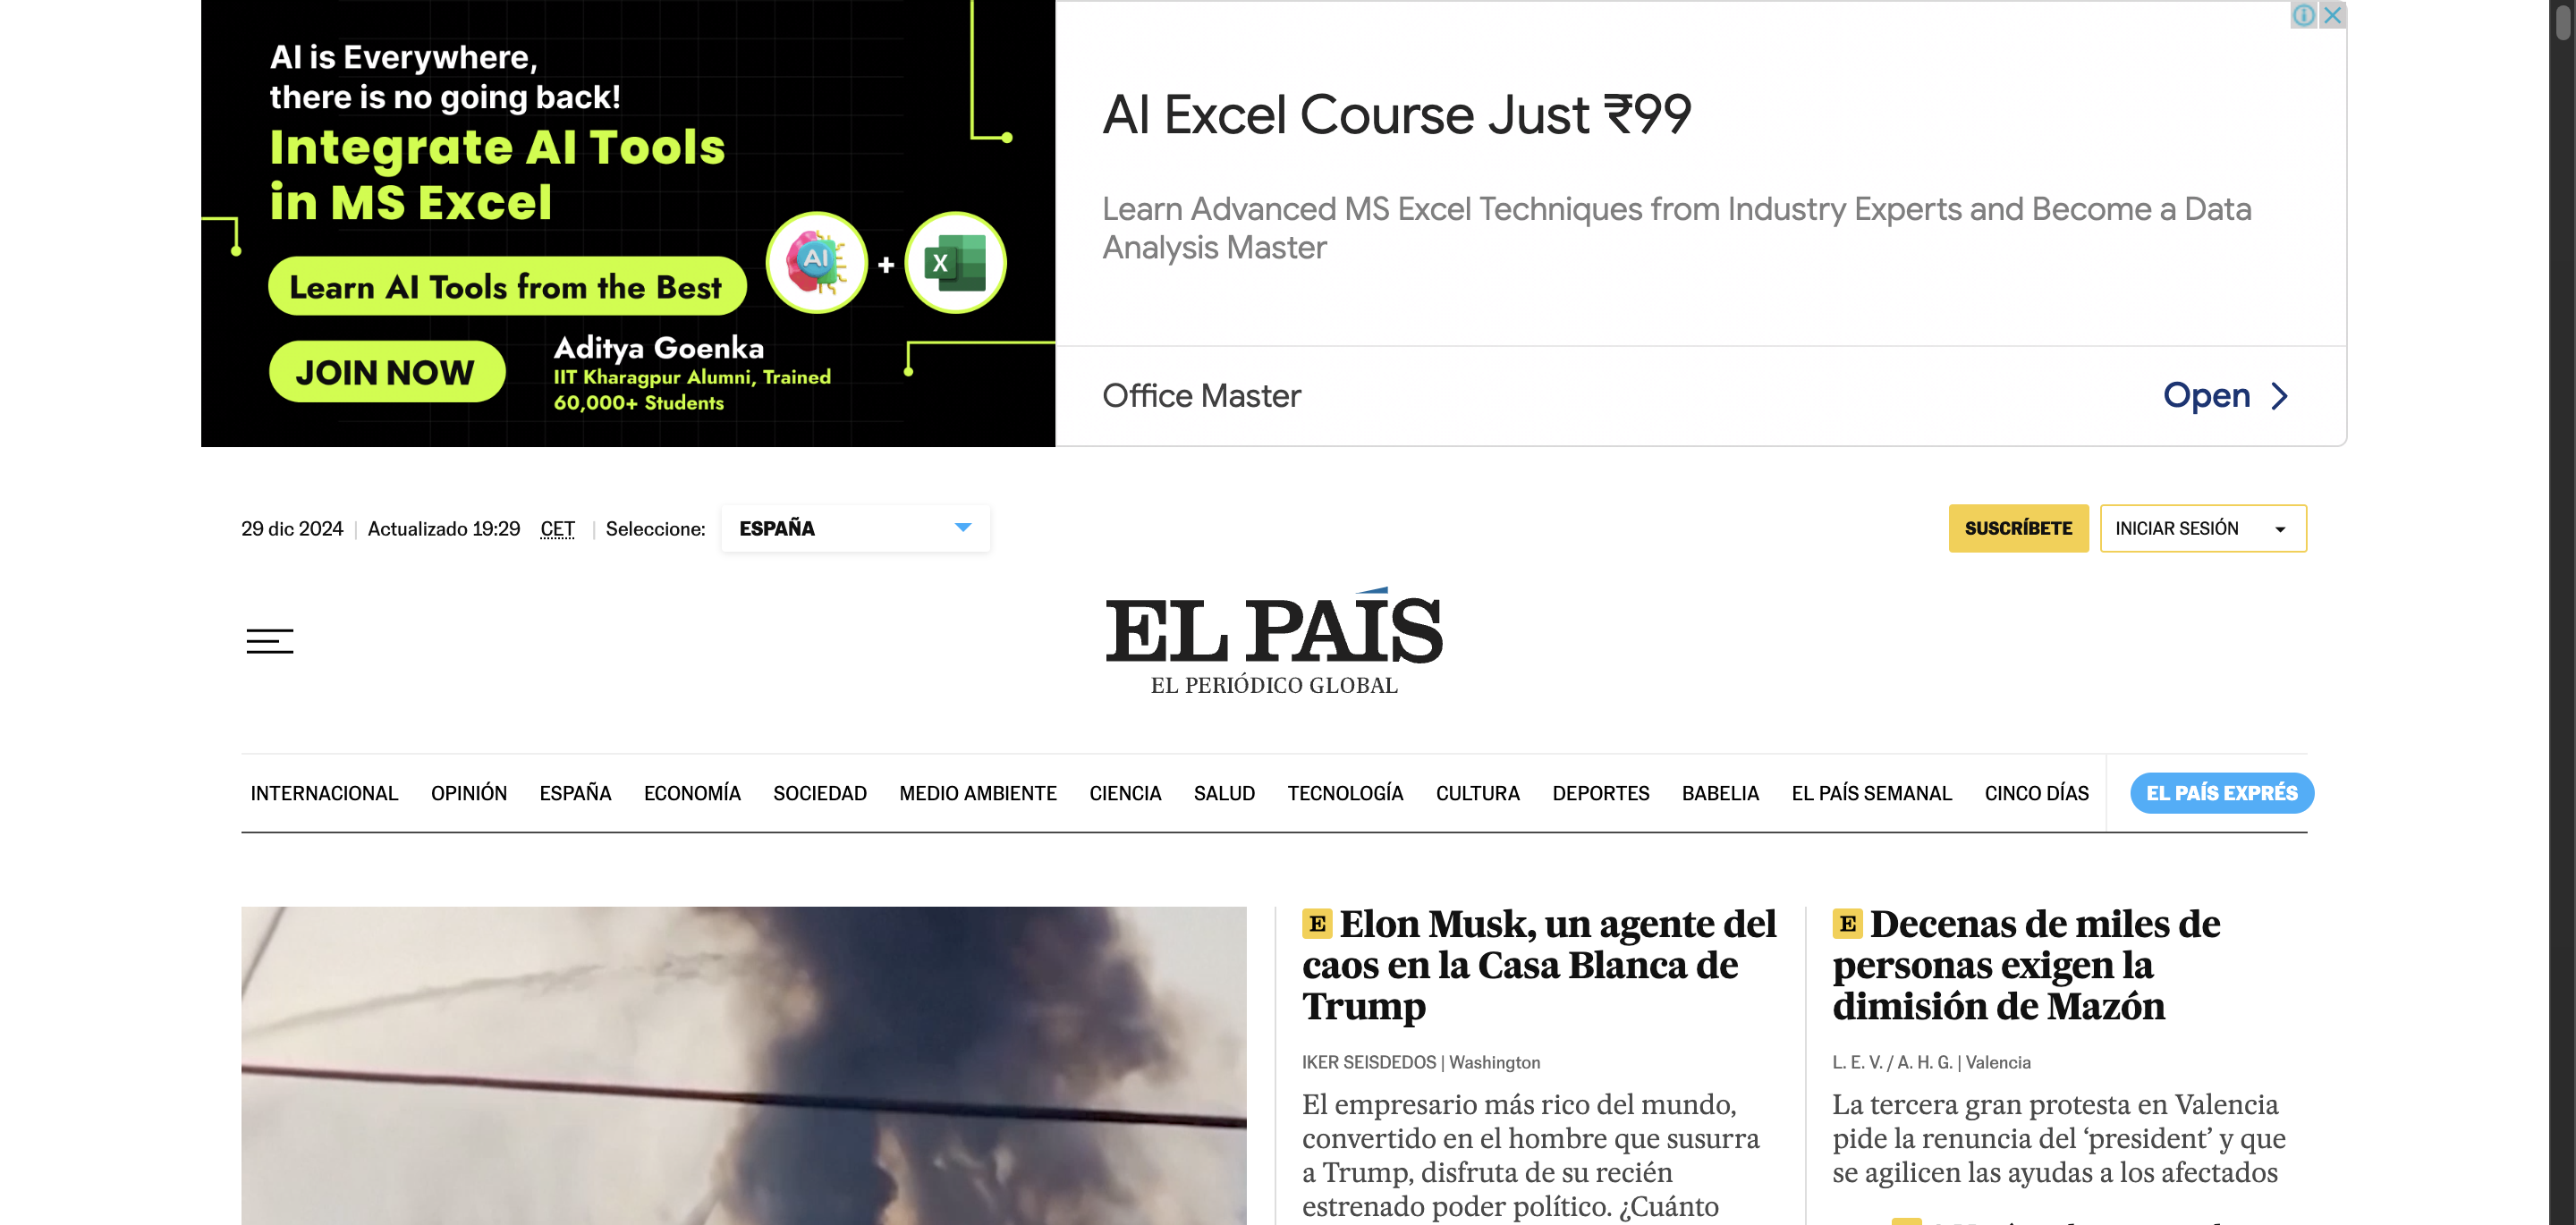 AI is Everywhere,
there is no going back!
Integrate AI Tools
in MS Excel
Learn AI Tools from the Best
AI
+
X
JOIN NOW
Aditya Goenka
IIT Kharagpur Alumni, Trained
60,000+ Students
AI Excel Course Just ₹99
Learn Advanced MS Excel Techniques from Industry Experts and Become a Data
Analysis Master
Office Master
Open
29 dic 2024 | Actualizado 19:29 CET | Seleccione: ESPAÑA
SUSCRÍBETE
INICIAR SESIÓN
EL PAÍS
EL PERIÓDICO GLOBAL
INTERNACIONAL OPINIÓN ESPAÑA ECONOMÍA SOCIEDAD MEDIO AMBIENTE CIENCIA SALUD TECNOLOGÍA CULTURA DEPORTES BABELIA EL PAÍS SEMANAL CINCO DÍAS EL PAÍS EXPRÉS
E Elon Musk, un agente del
caos en la Casa Blanca de
Trump
IKER SEISDEDOS | Washington
El empresario más rico del mundo,
convertido en el hombre que susurra
a Trump, disfruta de su recién
estrenado poder político. ¿Cuánto
E Decenas de miles de
personas exigen la
dimisión de Mazón
L. E. V. / A. H. G. | Valencia
La tercera gran protesta en Valencia
pide la renuncia del ‘president’ y que
se agilicen las ayudas a los afectados